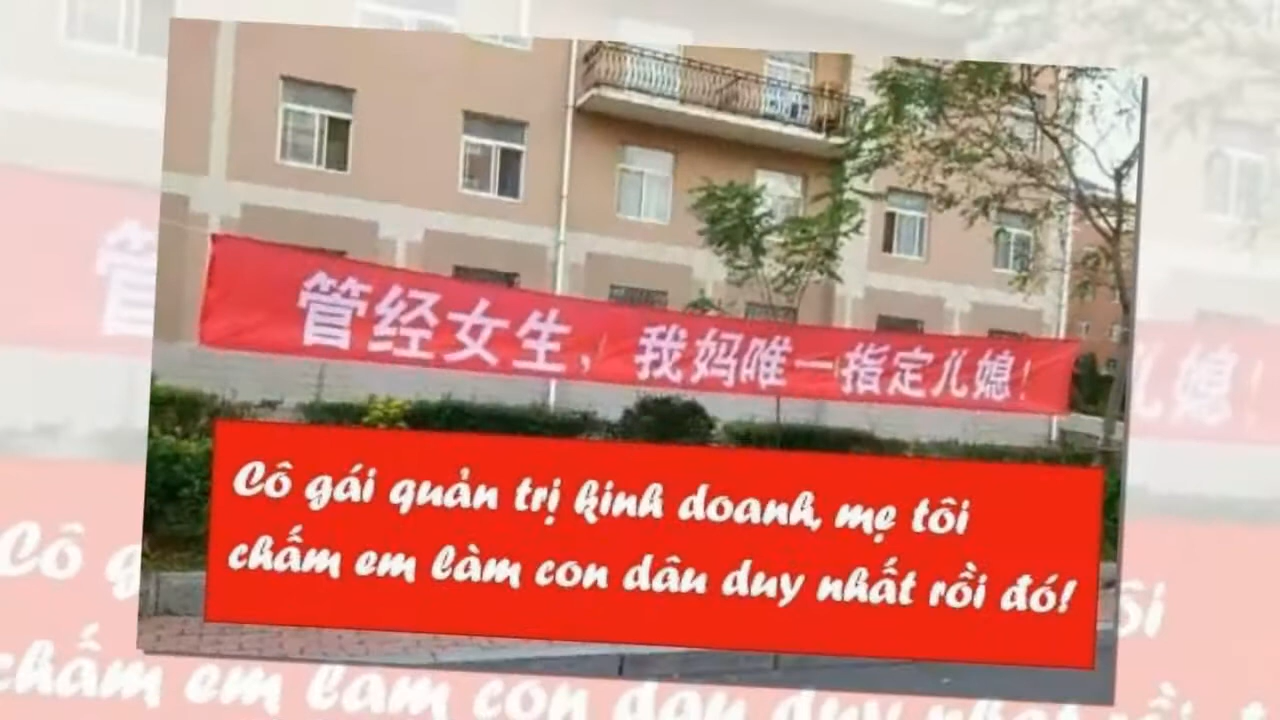 管经女生，我妈唯一指定儿媳！
Cô gái quản trị kinh doanh, mẹ tôi
chấm em làm con dâu duy nhất rồi đó!